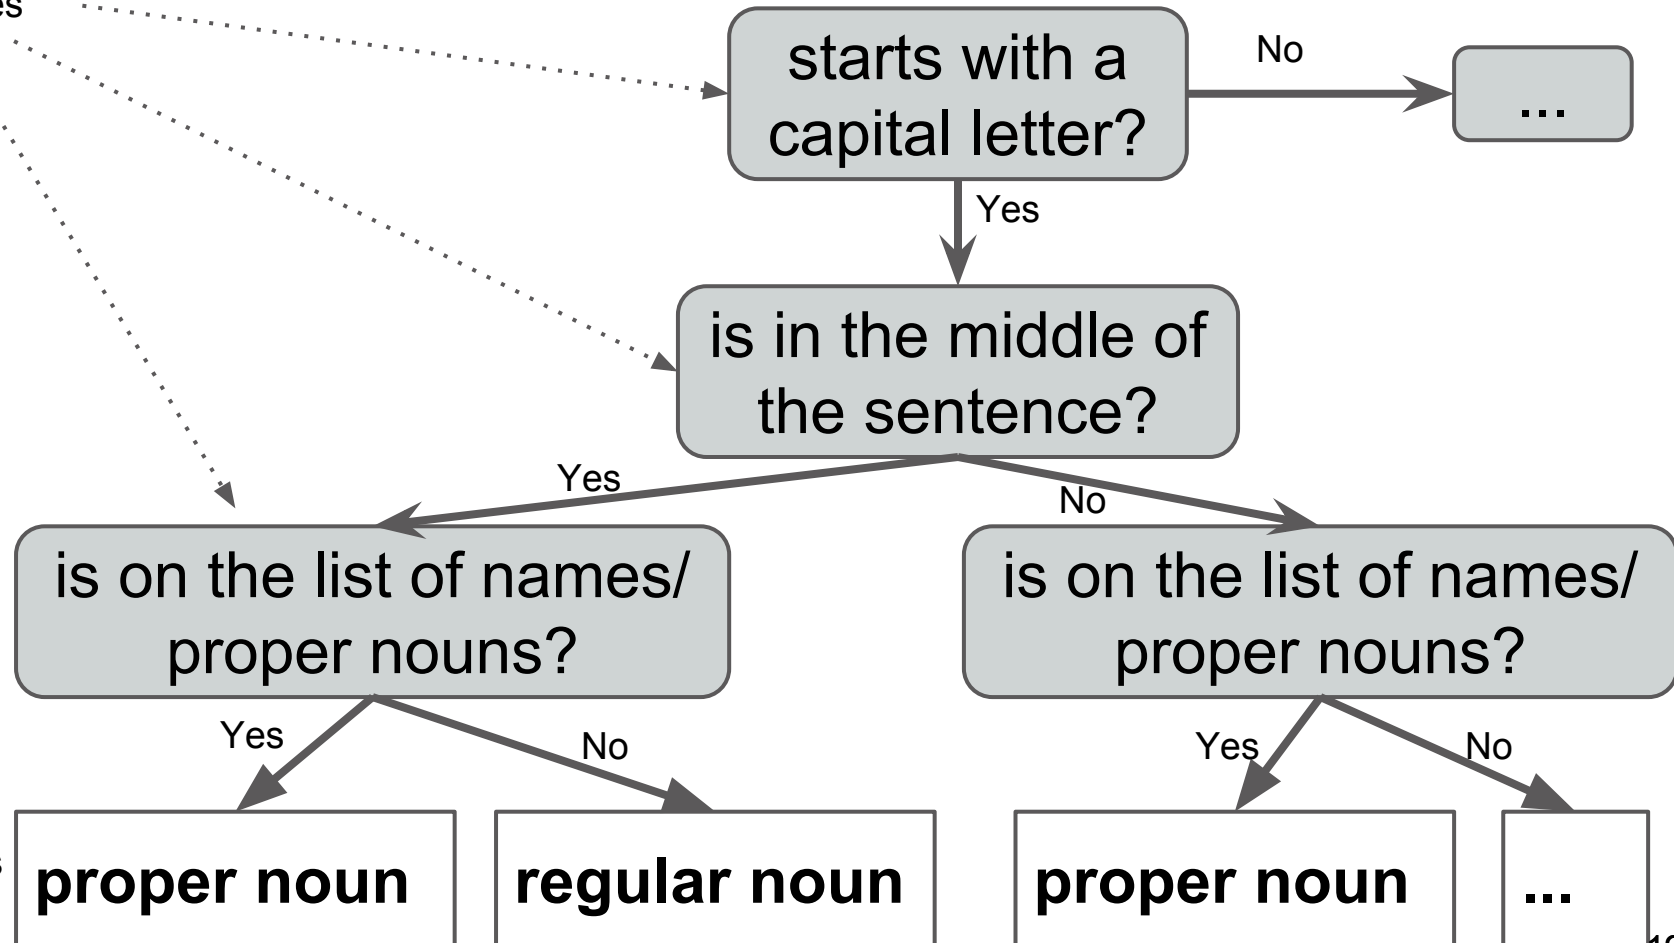 starts with a
capital letter?
No
...
Yes
is in the middle of
the sentence?
Yes
No
is on the list of names/
proper nouns?
is on the list of names/
proper nouns?
Yes
No
Yes
No
proper noun
regular noun
proper noun
...